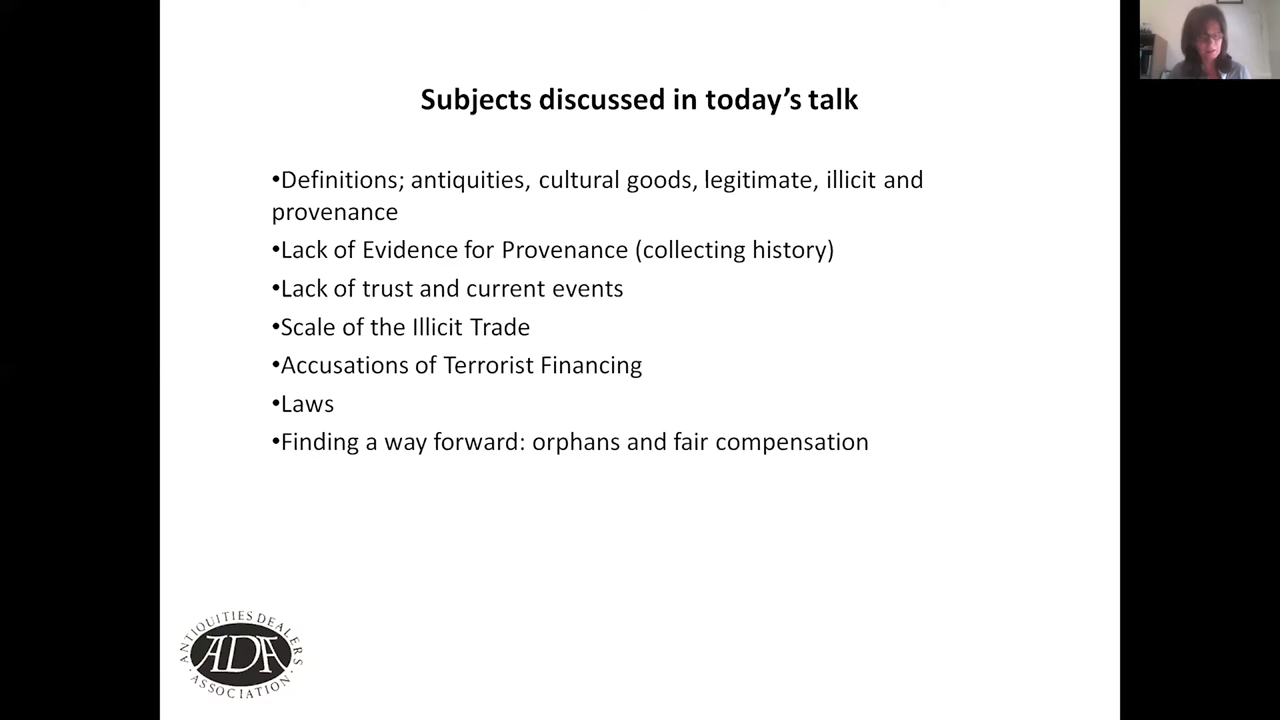 Subjects discussed in today's talk
•Definitions; antiquities, cultural goods, legitimate, illicit and
provenance
•Lack of Evidence for Provenance (collecting history)
•Lack of trust and current events
•Scale of the Illicit Trade
•Accusations of Terrorist Financing
•Laws
•Finding a way forward: orphans and fair compensation
ANTIQUITIES DEALERS
ADA
· ASSOCIATION ·